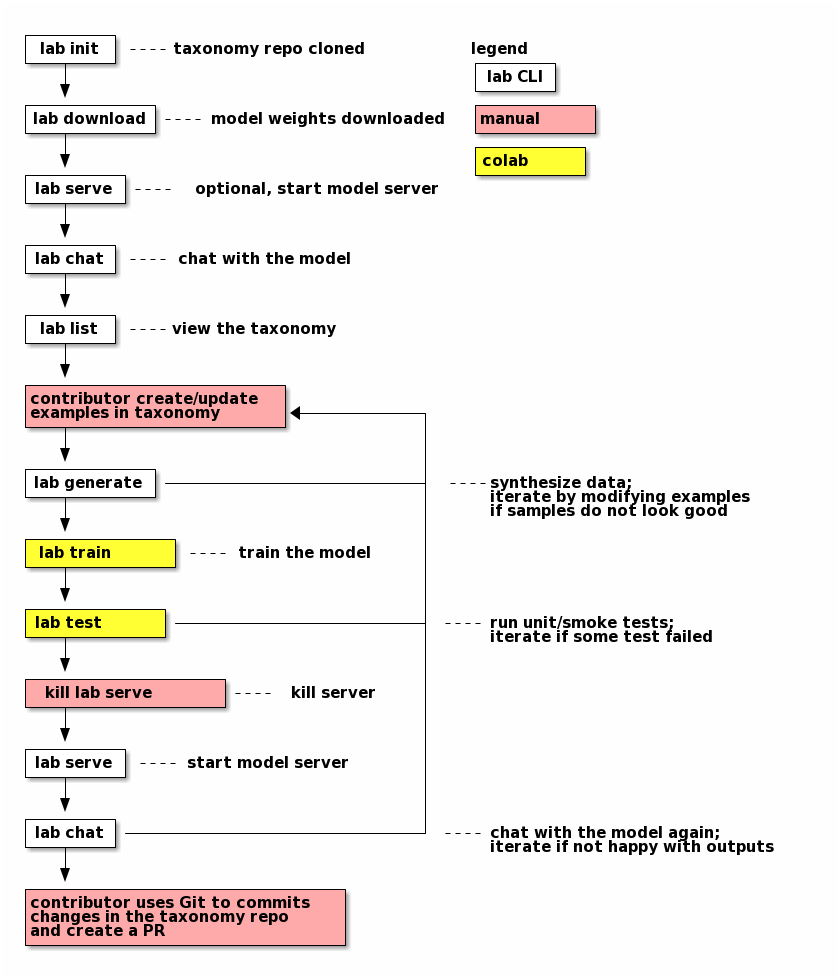 lab init
taxonomy repo cloned
legend
lab CLI
lab download
model weights downloaded
manual
colab
lab serve
optional, start model server
lab chat
chat with the model
lab list
view the taxonomy
contributor create/update
examples in taxonomy
lab generate
synthesize data;
iterate by modifying examples
if samples do not look good
lab train
train the model
lab test
run unit/smoke tests;
iterate if some test failed
kill lab serve
kill server
lab serve
start model server
lab chat
chat with the model again;
iterate if not happy with outputs
contributor uses Git to commits
changes in the taxonomy repo
and create a PR